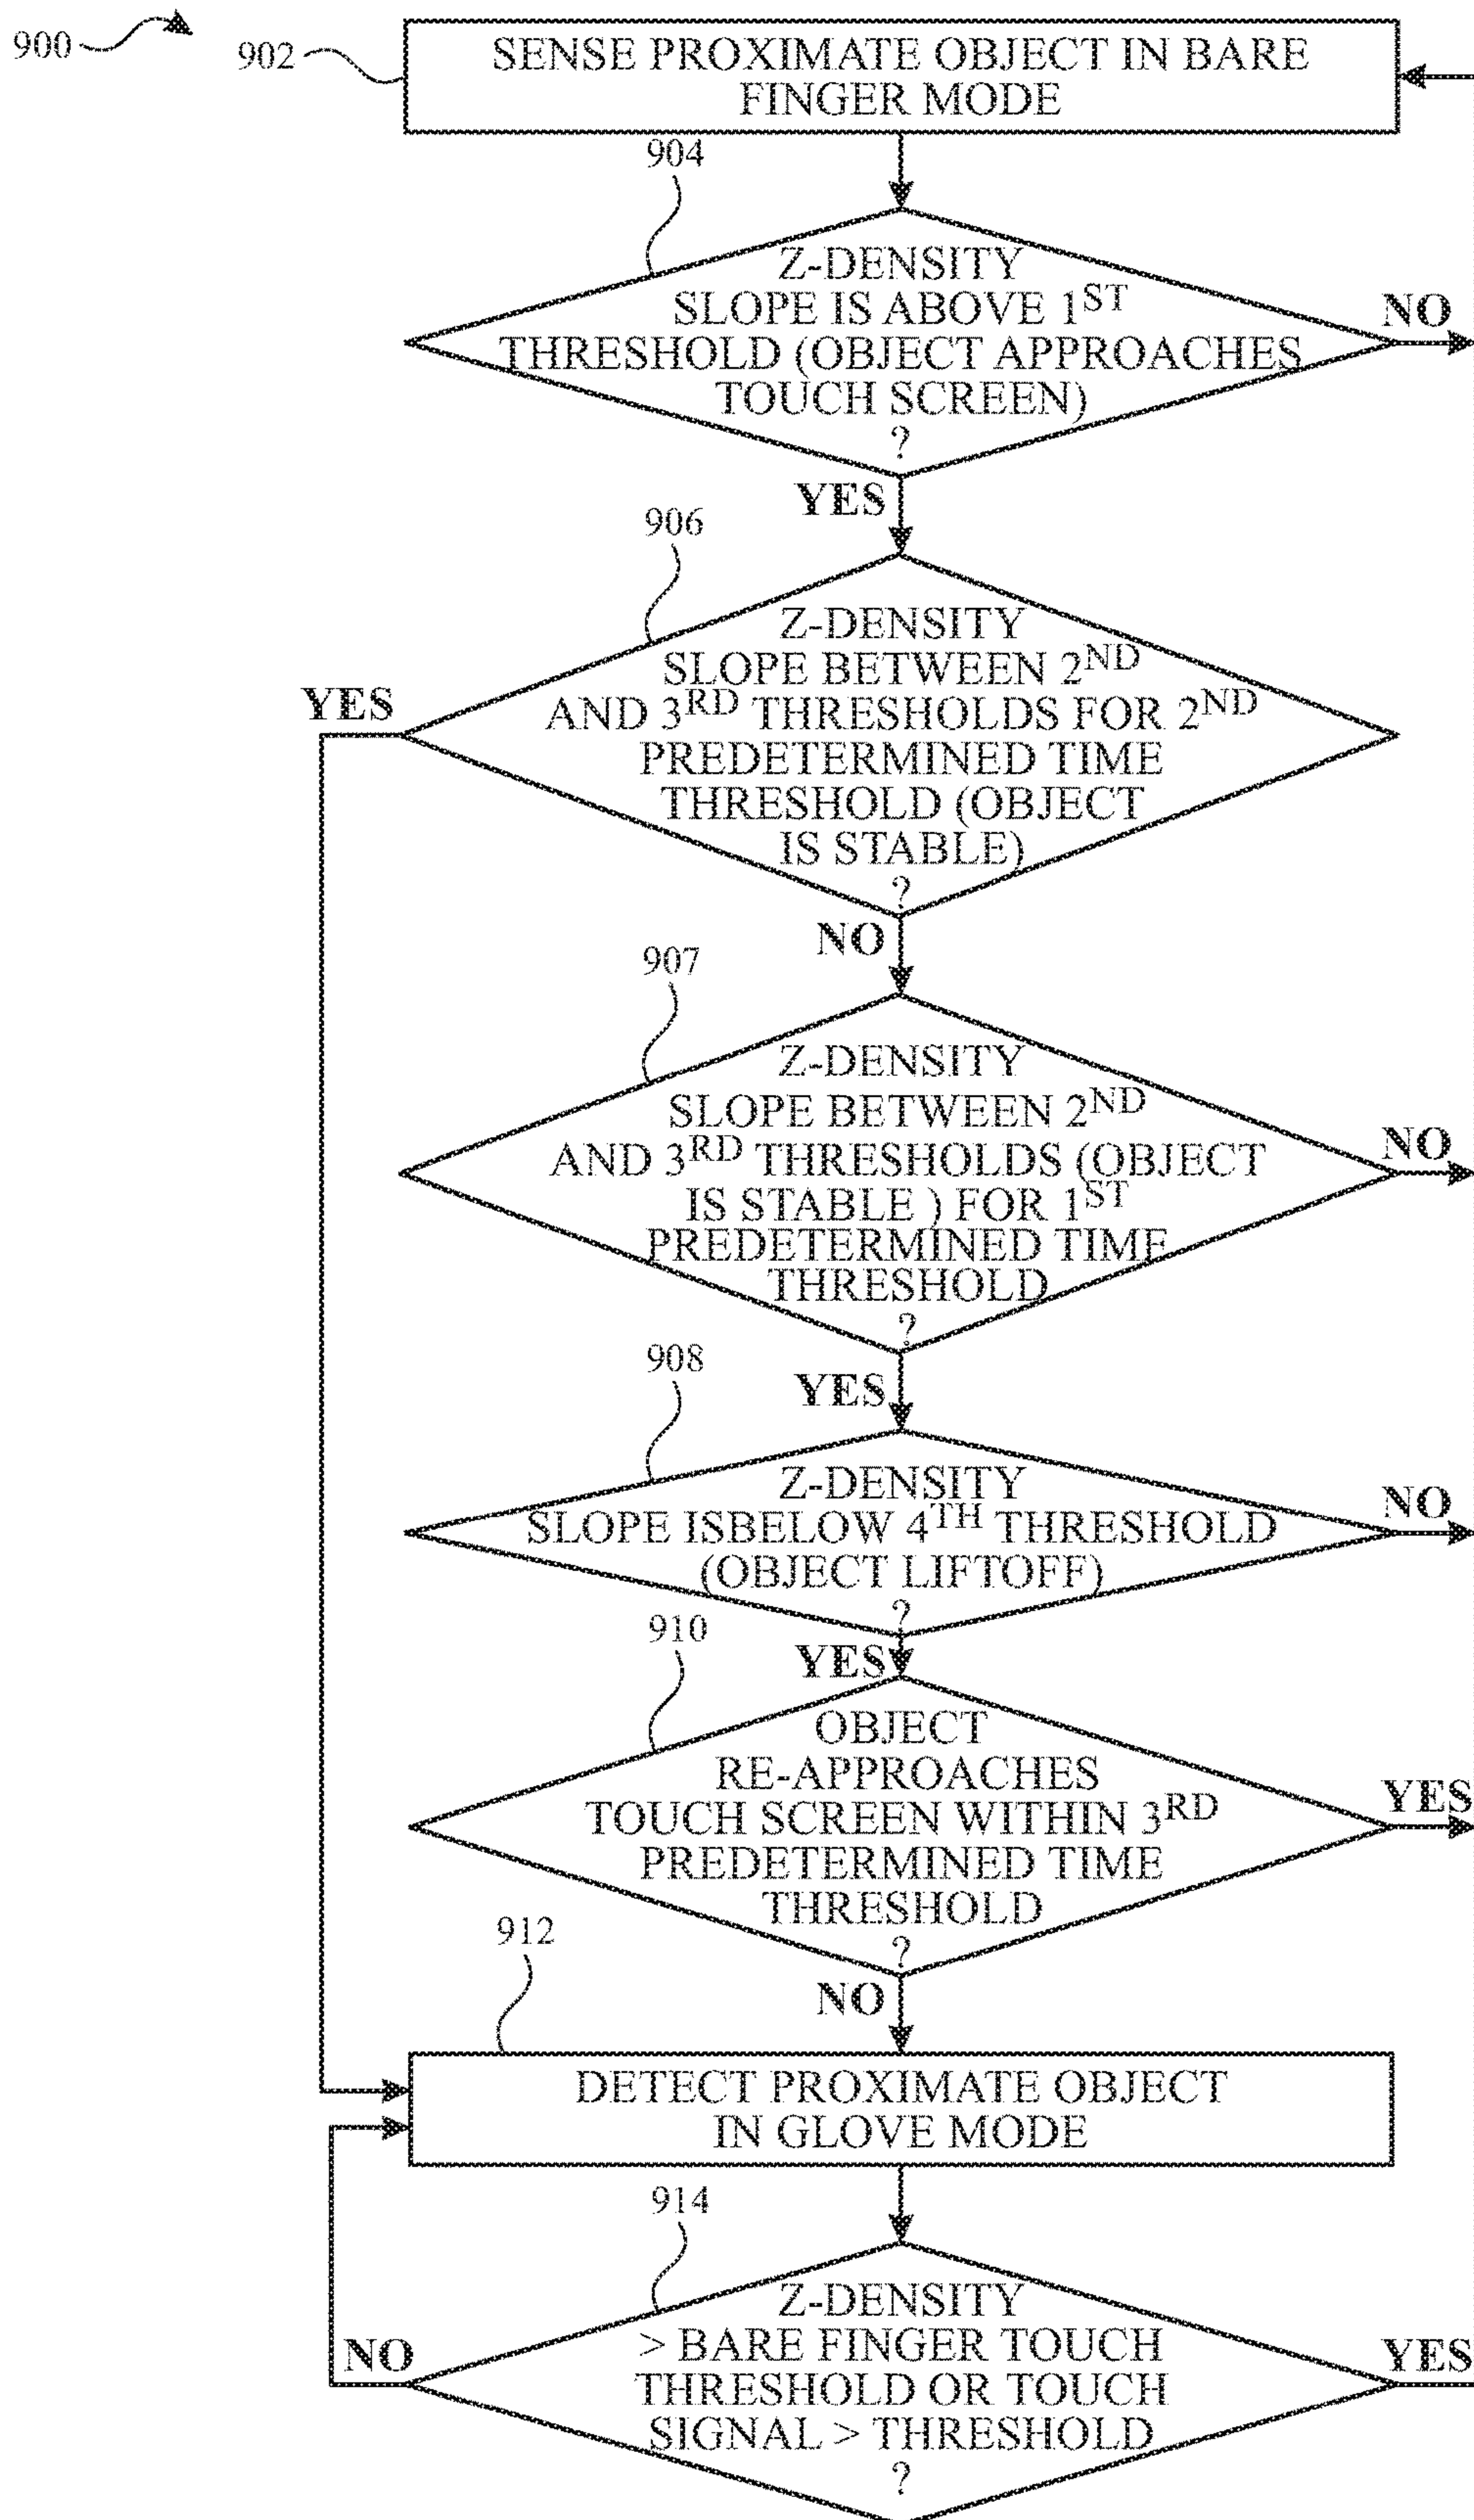 900
902
SENSE PROXIMATE OBJECT IN BARE
FINGER MODE
904
Z-DENSITY
SLOPE IS ABOVE 1ST
THRESHOLD (OBJECT APPROACHES
TOUCH SCREEN)
?
NO
YES
906
Z-DENSITY
SLOPE BETWEEN 2ND
AND 3RD THRESHOLDS FOR 2ND
PREDETERMINED TIME
THRESHOLD (OBJECT
IS STABLE)
?
YES
NO
907
Z-DENSITY
SLOPE BETWEEN 2ND
AND 3RD THRESHOLDS (OBJECT
IS STABLE ) FOR 1ST
PREDETERMINED TIME
THRESHOLD
?
NO
YES
908
Z-DENSITY
SLOPE ISBELOW 4TH THRESHOLD
(OBJECT LIFTOFF)
?
NO
YES
910
OBJECT
RE-APPROACHES
TOUCH SCREEN WITHIN 3RD
PREDETERMINED TIME
THRESHOLD
?
YES
NO
912
DETECT PROXIMATE OBJECT
IN GLOVE MODE
914
Z-DENSITY
> BARE FINGER TOUCH
THRESHOLD OR TOUCH
SIGNAL > THRESHOLD
?
NO
YES